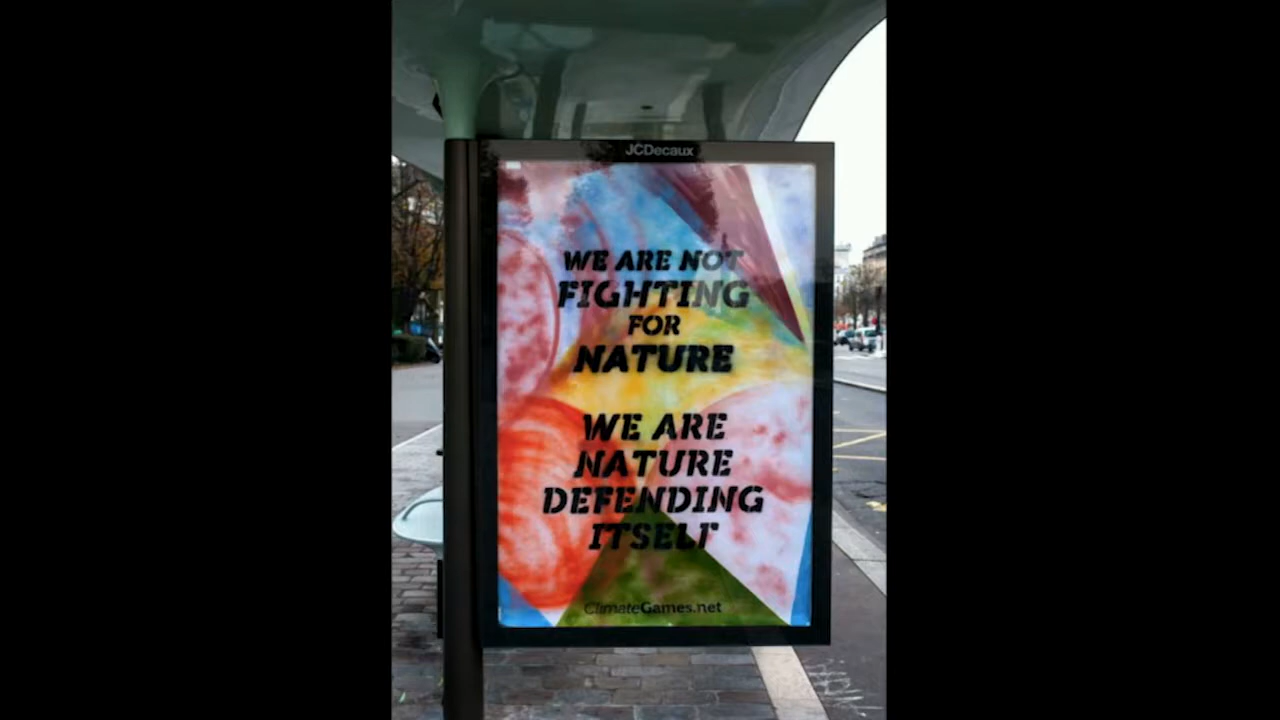 JCDecaux
WE ARE NOT
FIGHTING
FOR
NATURE
WE ARE
NATURE
DEFENDING
ITSELF
ClimateGames.net